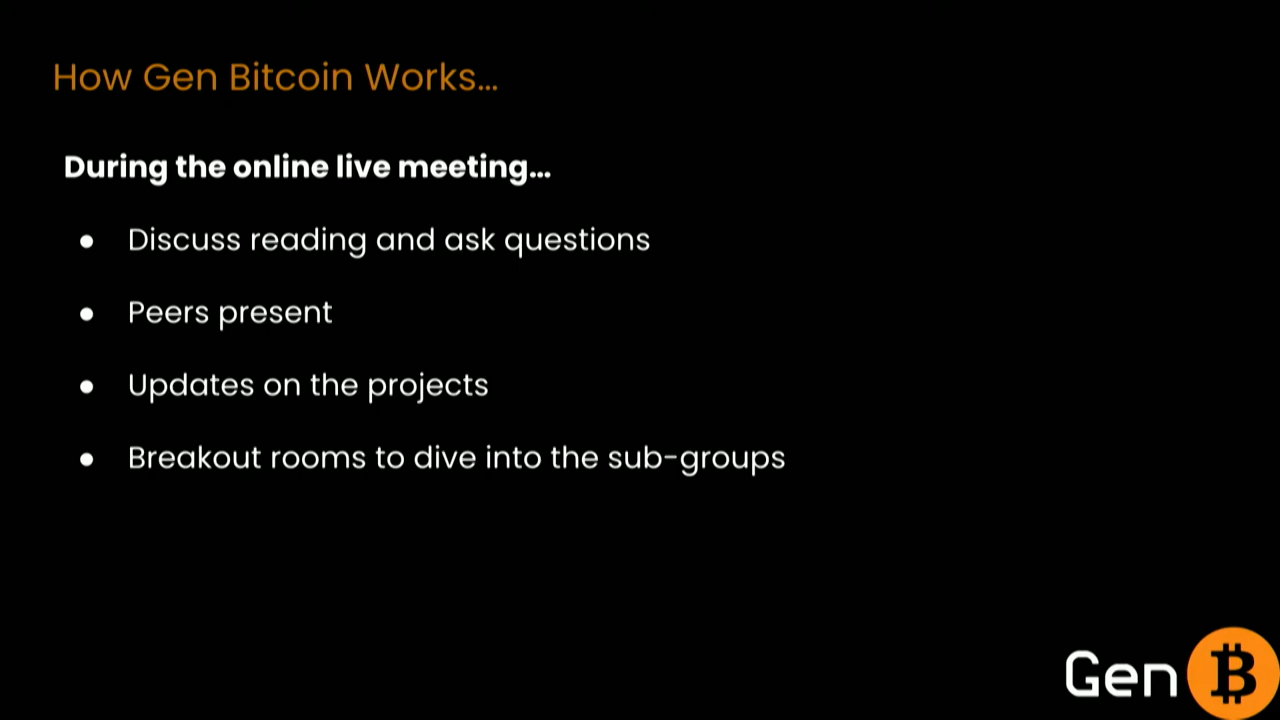 How Gen Bitcoin Works...
During the online live meeting...
● Discuss reading and ask questions
● Peers present
● Updates on the projects
● Breakout rooms to dive into the sub-groups
Gen ₿